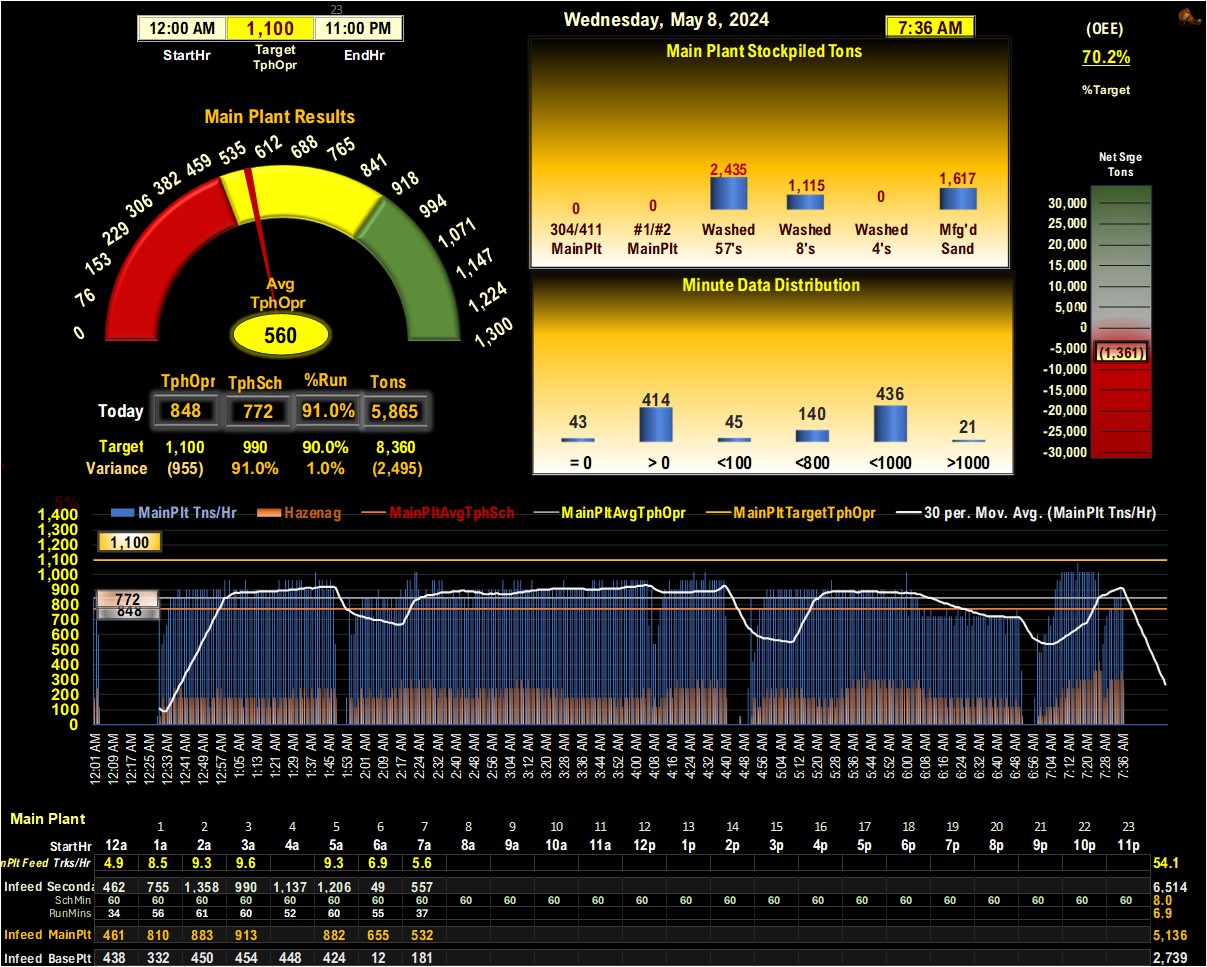 23
12:00 AM 1,100 11:00 PM
StartHr Target TphOpr EndHr
Wednesday, May 8, 2024
7:36 AM
(OEE)
70.2%
%Target
Main Plant Results
0 76 153 229 306 382 459 535 612 688 765 841 918 994 1,071 1,147 1,224 1,300
Avg
TphOpr
560
TphOpr TphSch %Run Tons
Today 848 772 91.0% 5,865
Target 1,100 990 90.0% 8,360
Variance (955) 91.0% 1.0% (2,495)
Main Plant Stockpiled Tons
0 0 2,435 1,115 0 1,617
304/411 #1/#2 Washed Washed Washed Mfg'd
MainPlt MainPlt 57's 8's 4's Sand
Minute Data Distribution
43 414 45 140 436 21
= 0 > 0 <100 <800 <1000 >1000
Net Srge
Tons
30,000
25,000
20,000
15,000
10,000
5,000
0
-5,000
(1,361)
-10,000
-15,000
-20,000
-25,000
-30,000
5%
MainPlt Tns/Hr Hazenag MainPltAvgTphSch MainPltAvgTphOpr MainPltTargetTphOpr 30 per. Mov. Avg. (MainPlt Tns/Hr)
1,400
1,300
1,200
1,100
1,000
900
800
700
600
500
400
300
200
100
0
1,100
772
848
12:01 AM 12:09 AM 12:17 AM 12:25 AM 12:33 AM 12:41 AM 12:49 AM 12:57 AM 1:05 AM 1:13 AM 1:21 AM 1:29 AM 1:37 AM 1:45 AM 1:53 AM 2:01 AM 2:09 AM 2:17 AM 2:24 AM 2:32 AM 2:40 AM 2:48 AM 2:56 AM 3:04 AM 3:12 AM 3:20 AM 3:28 AM 3:36 AM 3:44 AM 3:52 AM 4:00 AM 4:08 AM 4:16 AM 4:24 AM 4:32 AM 4:40 AM 4:48 AM 4:56 AM 5:04 AM 5:12 AM 5:20 AM 5:28 AM 5:36 AM 5:44 AM 5:52 AM 6:00 AM 6:08 AM 6:16 AM 6:24 AM 6:32 AM 6:40 AM 6:48 AM 6:56 AM 7:04 AM 7:12 AM 7:20 AM 7:28 AM 7:36 AM
Main Plant
1 2 3 4 5 6 7 8 9 10 11 12 13 14 15 16 17 18 19 20 21 22 23
StartHr 12a 1a 2a 3a 4a 5a 6a 7a 8a 9a 10a 11a 12p 1p 2p 3p 4p 5p 6p 7p 8p 9p 10p 11p
nPlt Feed Trks/Hr 4.9 8.5 9.3 9.6 9.3 6.9 5.6 54.1
Infeed Seconda 462 755 1,358 990 1,137 1,206 49 557 6,514
SchMin 60 60 60 60 60 60 60 60 60 60 60 60 60 60 60 60 60 60 60 60 60 60 60 60 8.0
RunMins 34 56 61 60 52 60 55 37 6.9
Infeed MainPlt 461 810 883 913 882 655 532 5,136
Infeed BasePlt 438 332 450 454 448 424 12 181 2,739